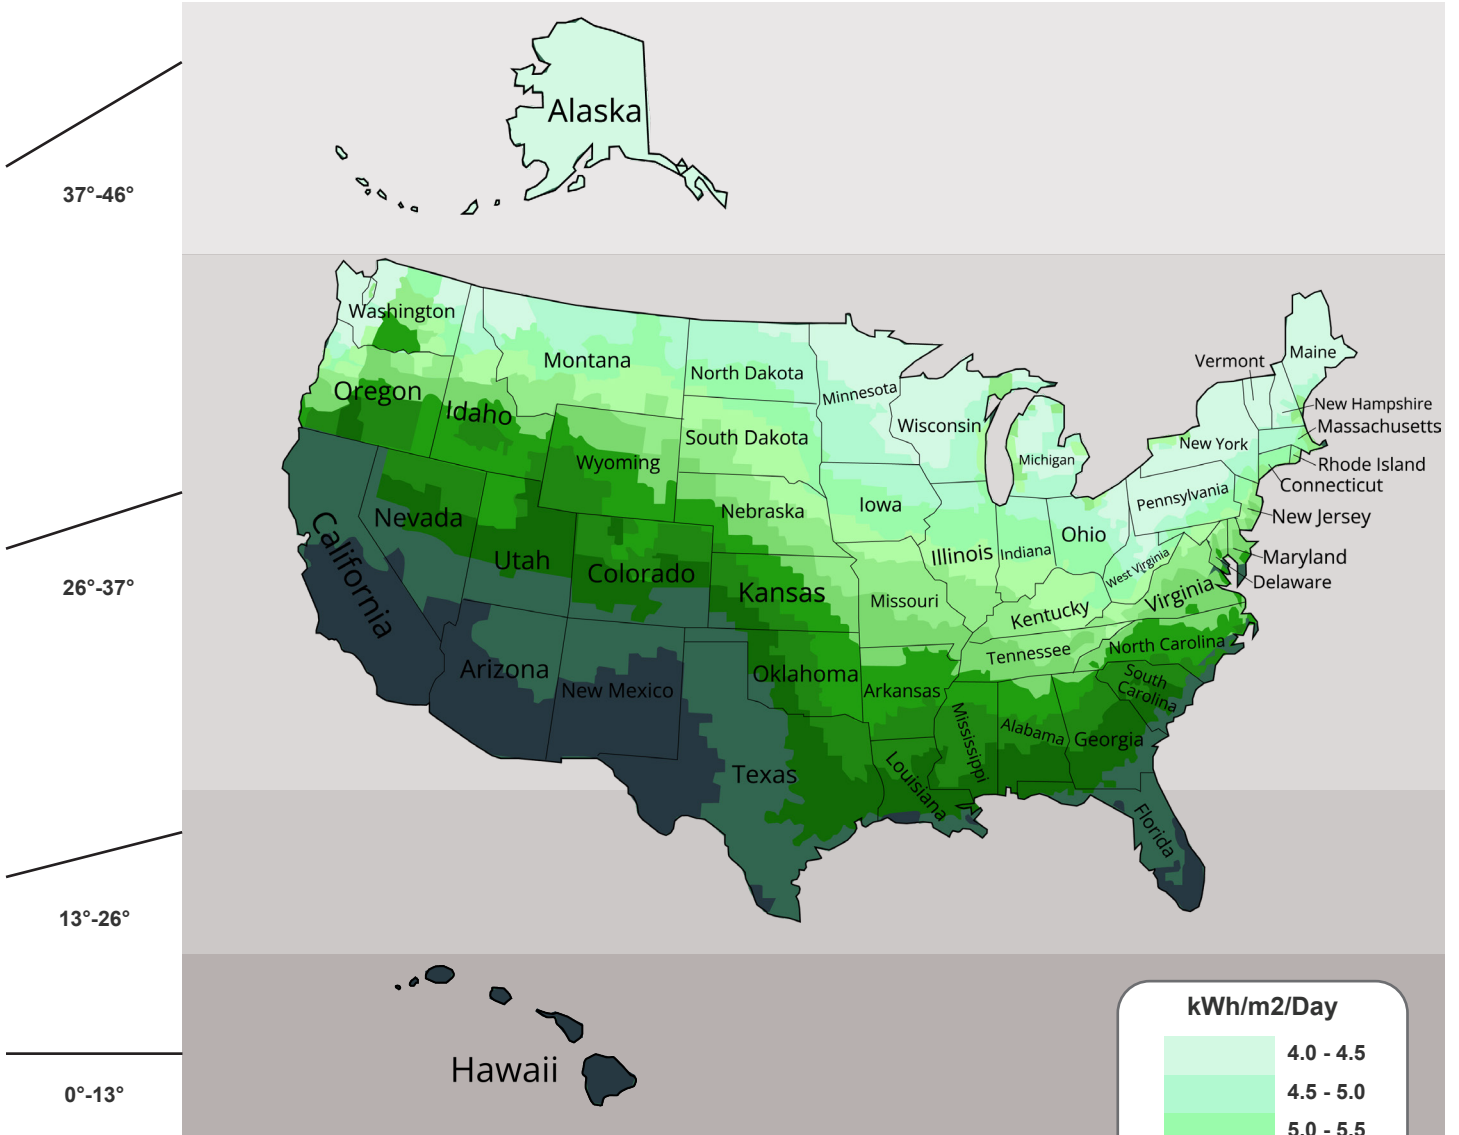 Alaska
37°-46°
Washington
Montana
North Dakota
Minnesota
Vermont
Maine
Oregon
Idaho
South Dakota
Wisconsin
Michigan
New York
New Hampshire
Massachusetts
Wyoming
Nebraska
Iowa
Pennsylvania
Rhode Island
Connecticut
New Jersey
Nevada
Utah
Colorado
Kansas
Illinois
Indiana
Ohio
West Virginia
Maryland
Delaware
California
26°-37°
Missouri
Kentucky
Virginia
Arizona
New Mexico
Oklahoma
Arkansas
Tennessee
North Carolina
South
Carolina
Texas
Louisiana
Mississippi
Alabama
Georgia
Florida
13°-26°
Hawaii
0°-13°
kWh/m2/Day
4.0 - 4.5
4.5 - 5.0
5.0 - 5.5